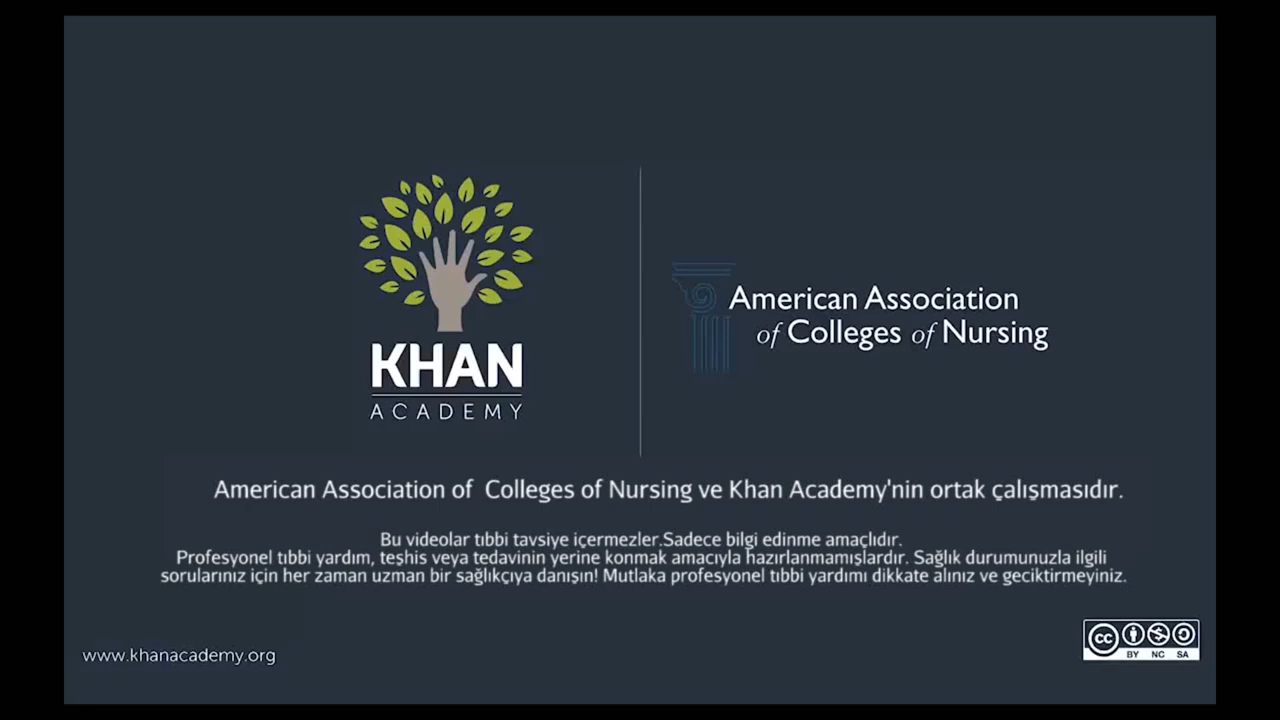 KHAN
ACADEMY
American Association
of Colleges of Nursing
American Association of Colleges of Nursing ve Khan Academy'nin ortak çalışmasıdır.
Bu videolar tıbbi tavsiye içermezler.Sadece bilgi edinme amaçlıdır.
Profesyonel tıbbi yardım, teşhis veya tedavinin yerine konmak amacıyla hazırlanmamışlardır. Sağlık durumunuzla ilgili
sorularınız için her zaman uzman bir sağlıkçıya danışın! Mutlaka profesyonel tıbbi yardımı dikkate alınız ve geciktirmeyiniz.
www.khanacademy.org
cc
BY NC SA